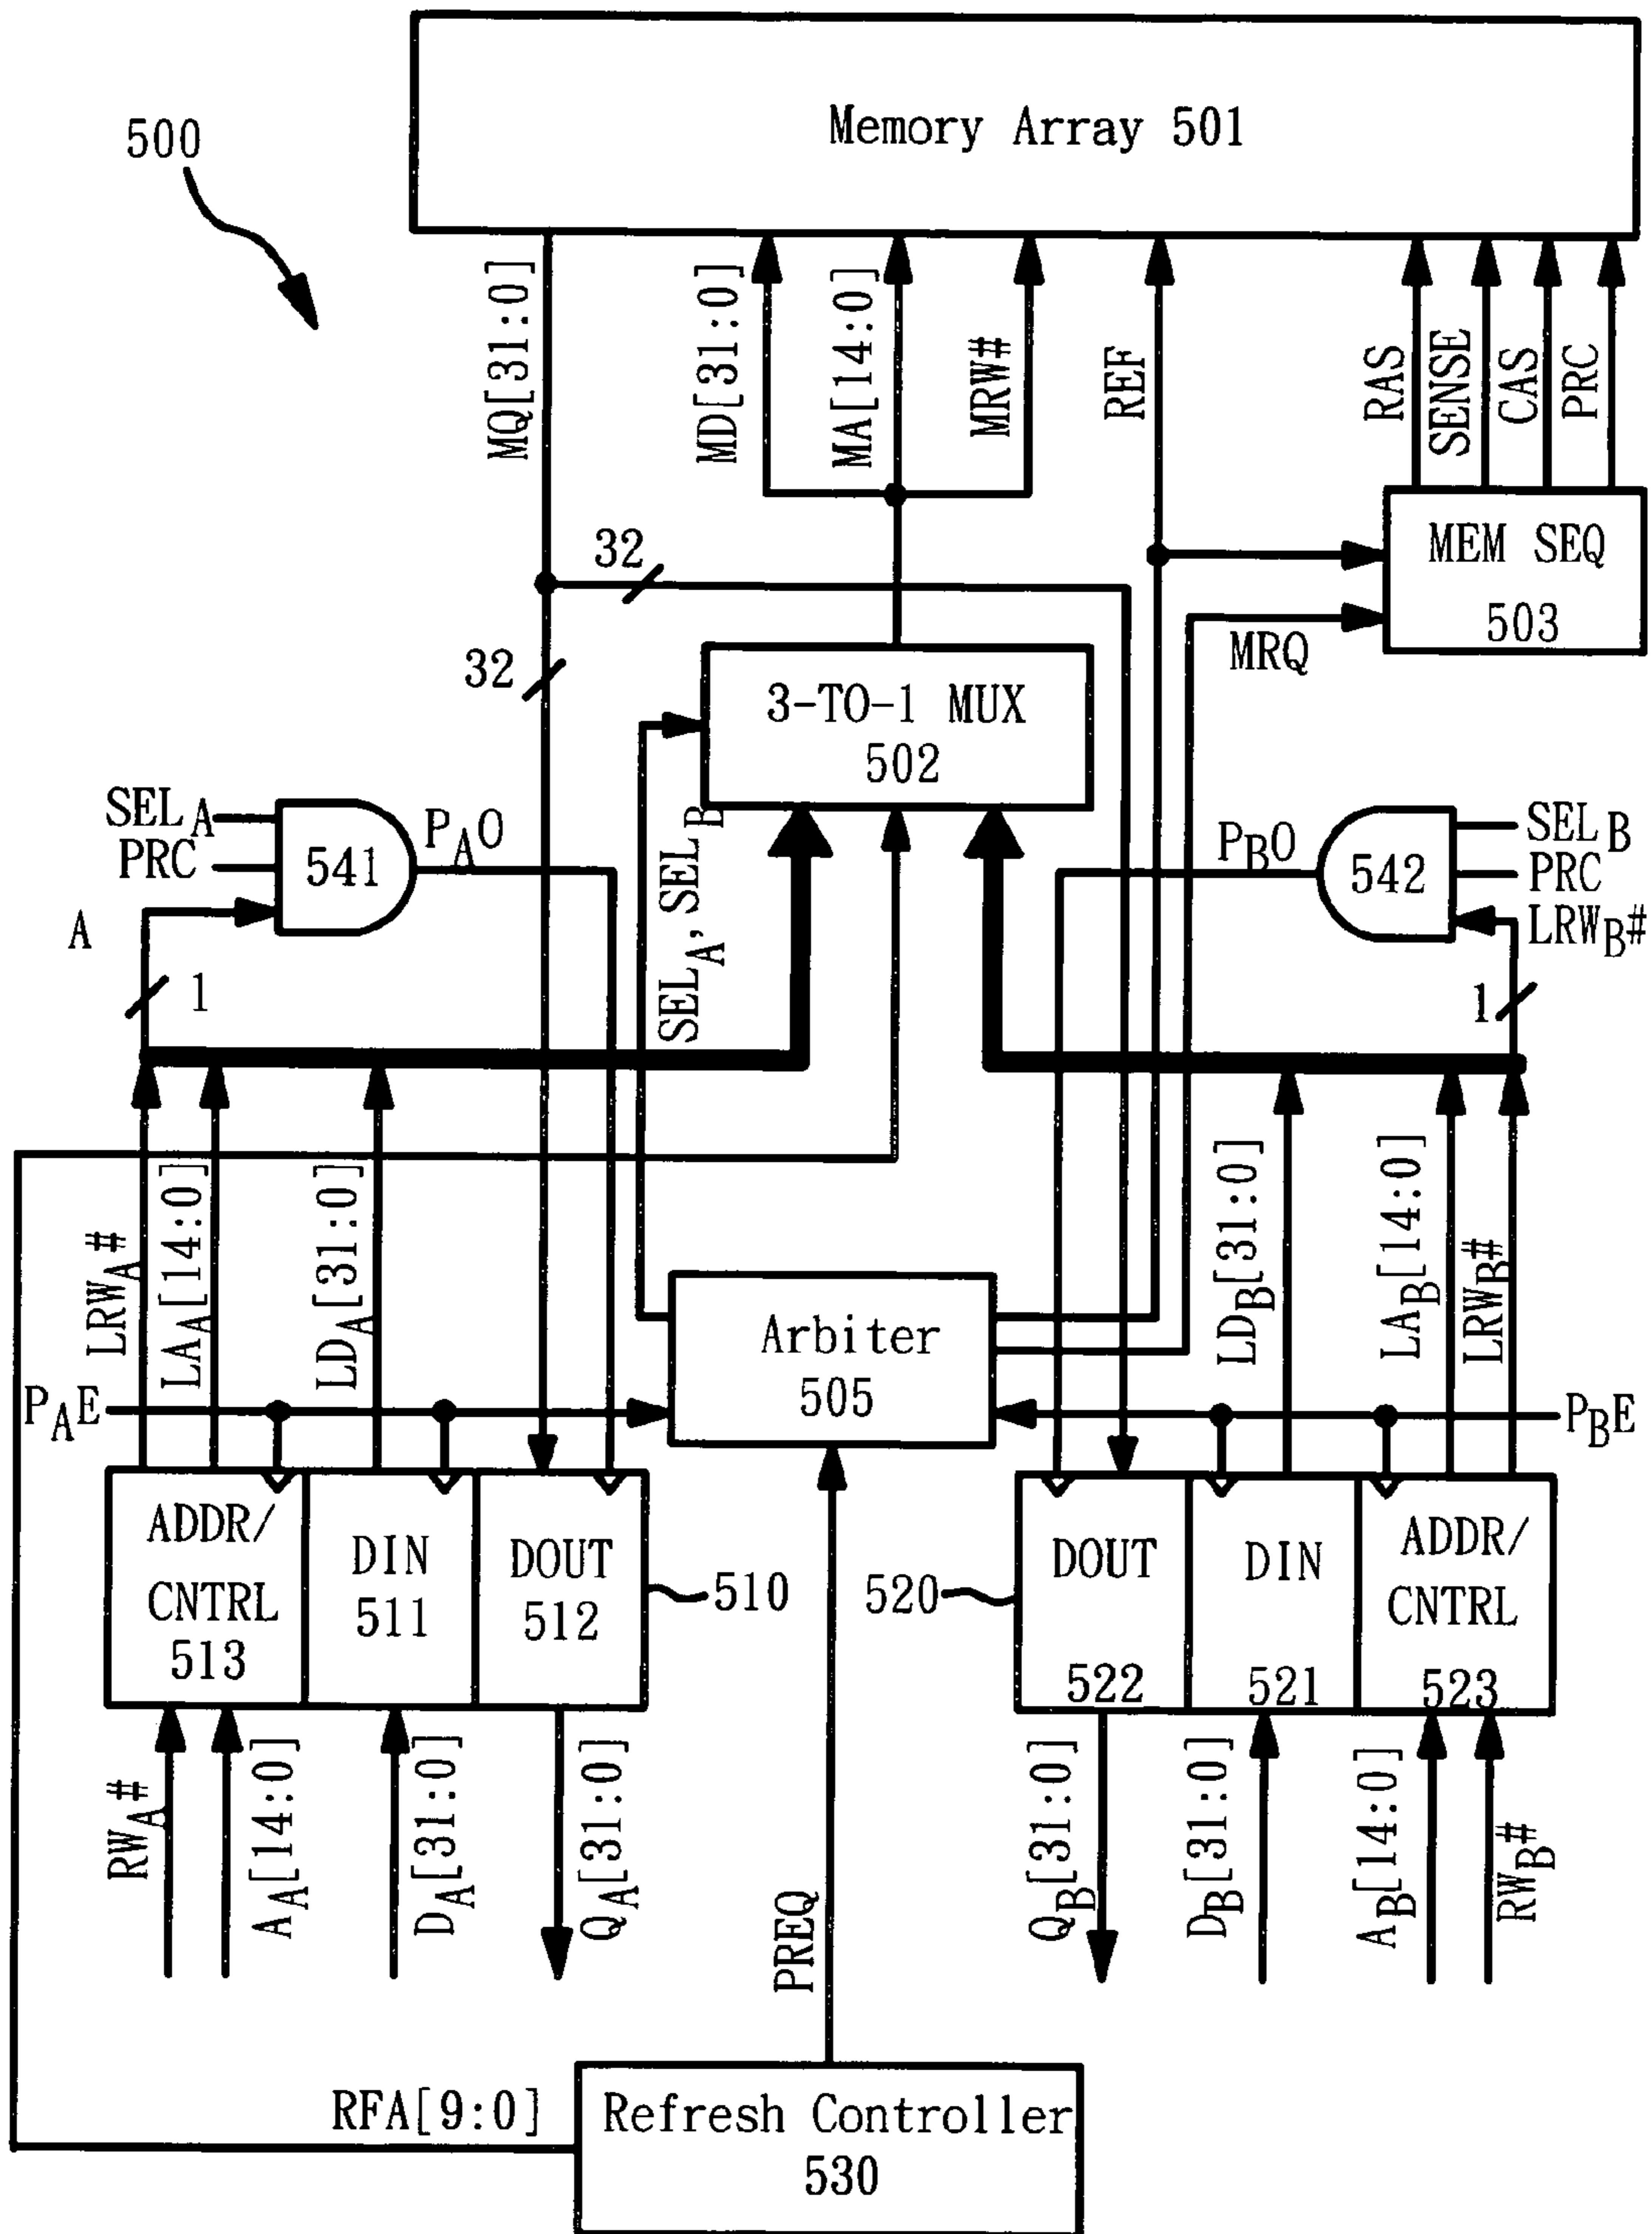 Memory Array 501
500
MQ[31:0]
MD[31:0]
MA[14:0]
MRW#
REF
RAS
SENSE
CAS
PRC
32
32
MEM SEQ
503
MRQ
3-TO-1 MUX
502
SELA
PRC
A
541
PAO
1
SELA, SELB
PBO
542
SELB
PRC
LRWB#
1
LRWA#
LAA[14:0]
LDA[31:0]
LDB[31:0]
LAB[14:0]
LRWB#
Arbiter
505
PAE
PBE
ADDR/
CNTRL
513
DIN
511
DOUT
512
510
520
DOUT
522
DIN
521
ADDR/
CNTRL
523
RWA#
AA[14:0]
DA[31:0]
QA[31:0]
PREQ
QB[31:0]
DB[31:0]
AB[14:0]
RWB#
RFA[9:0]
Refresh Controller
530